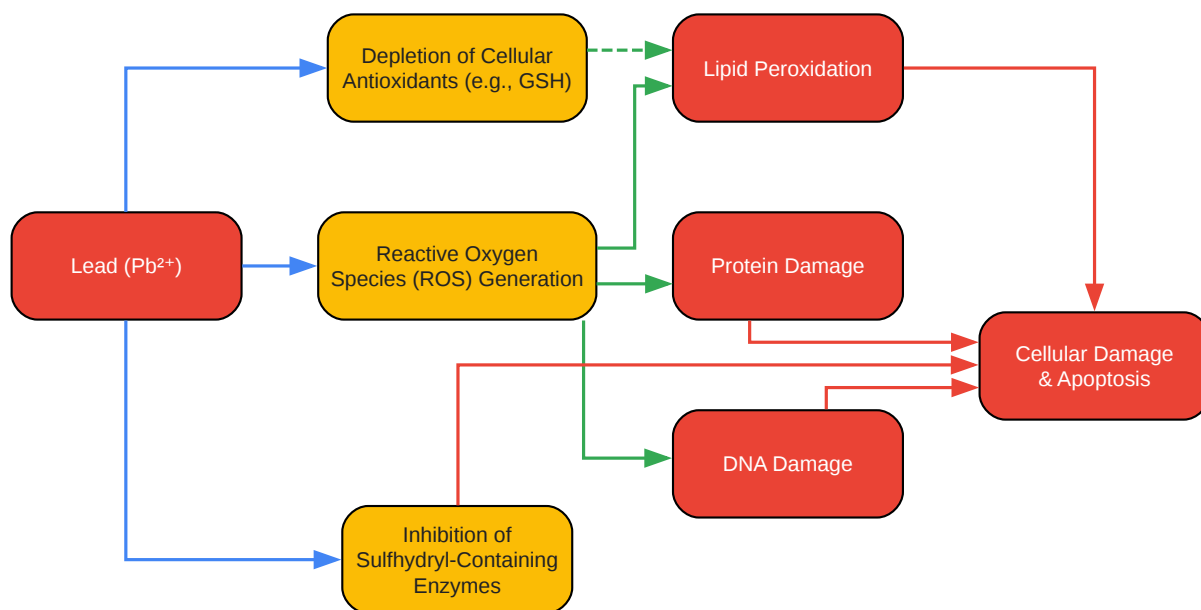 Depletion of Cellular
Antioxidants (e.g., GSH)
Lipid Peroxidation
Lead (Pb²⁺)
Reactive Oxygen
Species (ROS) Generation
Protein Damage
Cellular Damage
& Apoptosis
DNA Damage
Inhibition of
Sulfhydryl-Containing
Enzymes